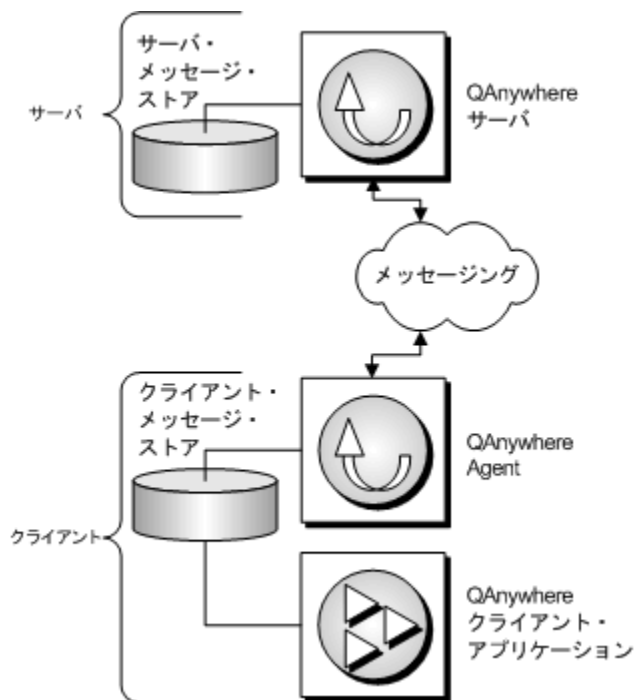 サーバ・
メッセージ・
ストア
サーバ
QAnywhere
サーバ
メッセージング
クライアント・
メッセージ・
ストア
QAnywhere
Agent
クライアント
QAnywhere
クライアント・
アプリケーション